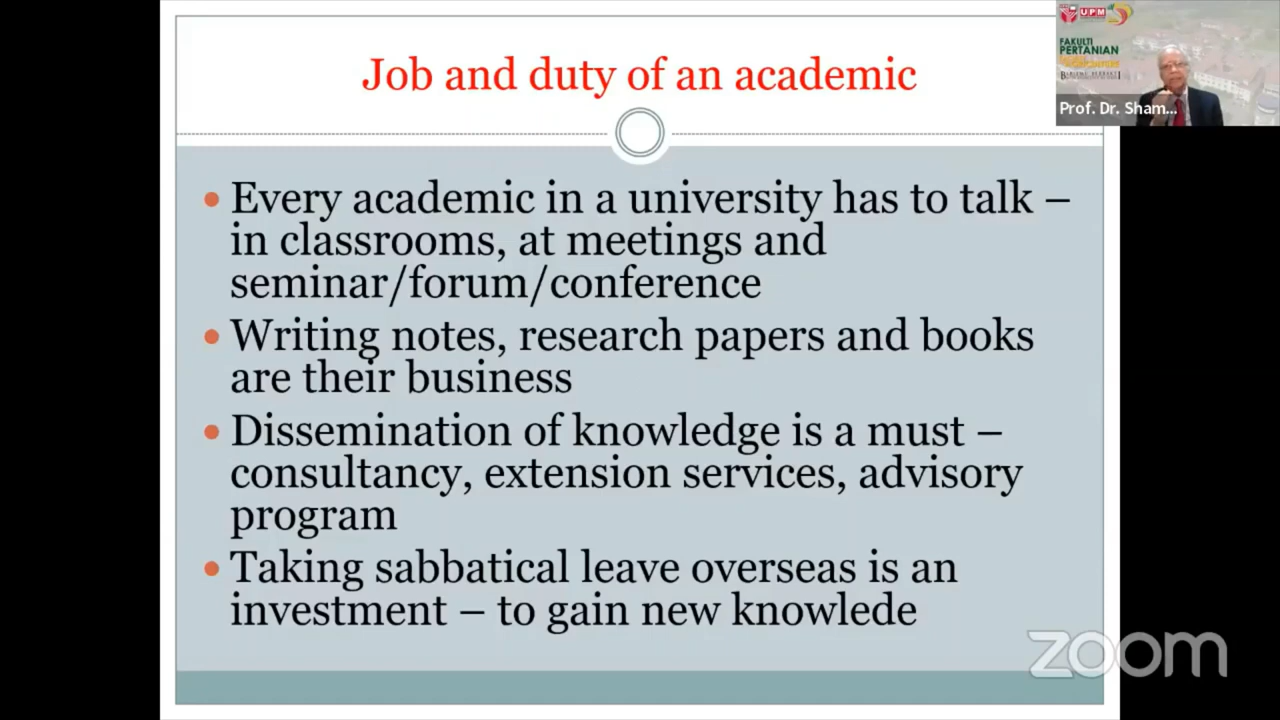 Job and duty of an academic
UPM
FAKULTI
PERTANIAN
Prof. Dr. Sham...
• Every academic in a university has to talk –
in classrooms, at meetings and
seminar/forum/conference
• Writing notes, research papers and books
are their business
• Dissemination of knowledge is a must –
consultancy, extension services, advisory
program
• Taking sabbatical leave overseas is an
investment – to gain new knowlede
zoom